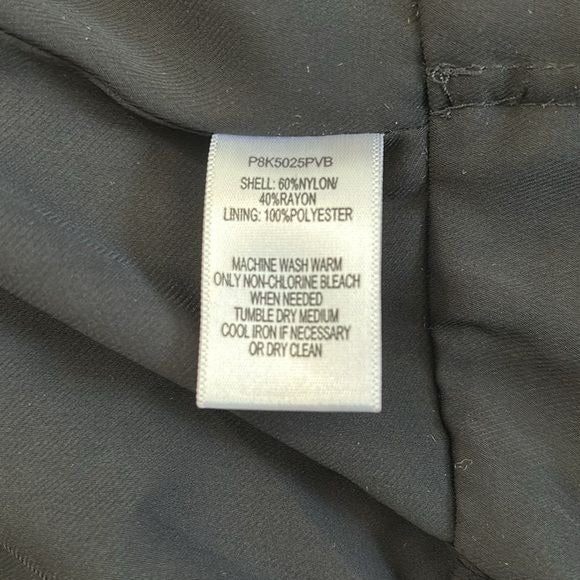 P8K5025PVB
SHELL: 60%NYLON/
40%RAYON
LINING: 100%POLYESTER
MACHINE WASH WARM
ONLY NON-CHLORINE BLEACH
WHEN NEEDED
TUMBLE DRY MEDIUM
COOL IRON IF NECESSARY
OR DRY CLEAN